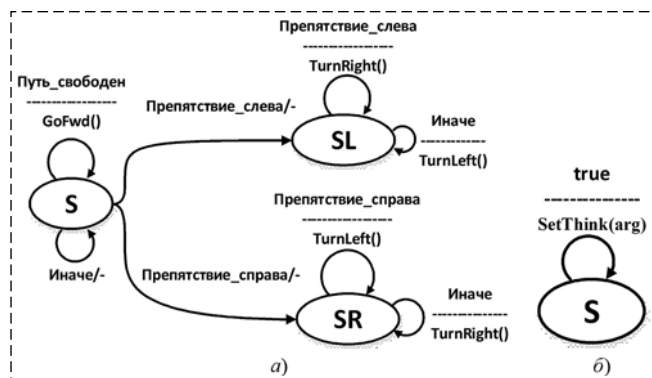 Препятствие_слева
TurnRight()
Путь_свободен
GoFwd()
Препятствие_слева/-
SL
Иначе
TurnLeft()
S
Иначе/-
Препятствие_справа
TurnLeft()
Препятствие_справа/-
SR
Иначе
TurnRight()
а)
true
SetThink(arg)
S
б)